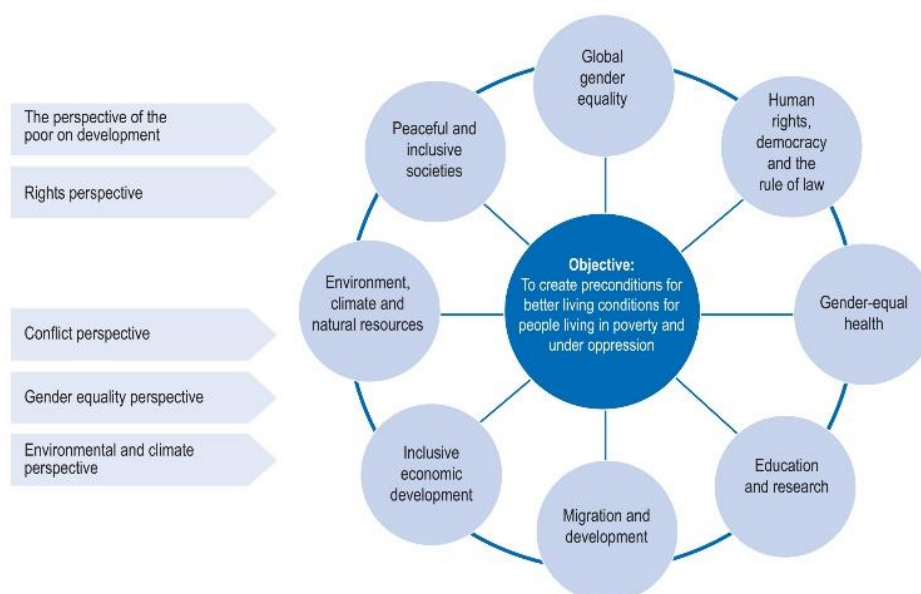 The perspective of the
poor on development
Rights perspective
Conflict perspective
Gender equality perspective
Environmental and climate
perspective
Global
gender
equality
Human
rights,
democracy
and the
rule of law
Gender-equal
health
Education
and research
Migration and
development
Inclusive
economic
development
Environment,
climate and
natural resources
Peaceful and
inclusive
societies
Objective:
To create preconditions for
better living conditions for
people living in poverty and
under oppression